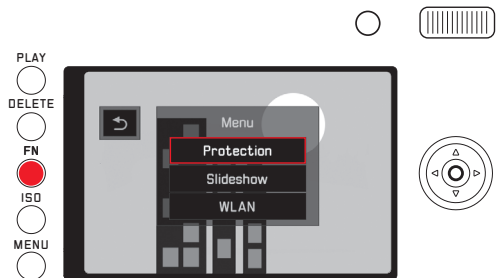 PLAY
DELETE
FN
ISO
MENU
Menu
Protection
Slideshow
WLAN